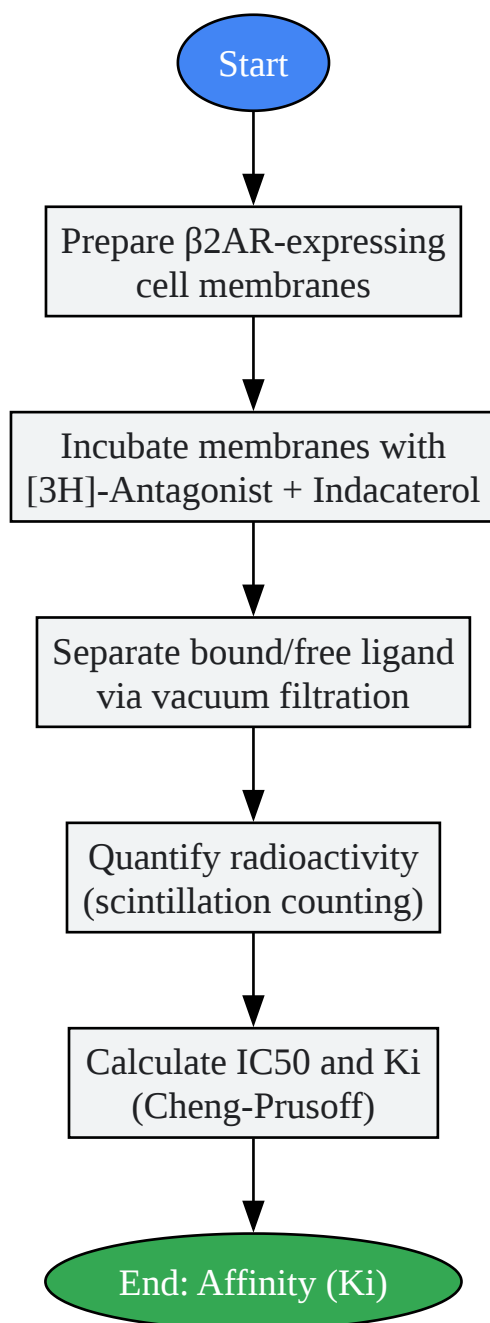 Start
Prepare β2AR-expressing
cell membranes
Incubate membranes with
[3H]-Antagonist + Indacaterol
Separate bound/free ligand
via vacuum filtration
Quantify radioactivity
(scintillation counting)
Calculate IC50 and Ki
(Cheng-Prusoff)
End: Affinity (Ki)